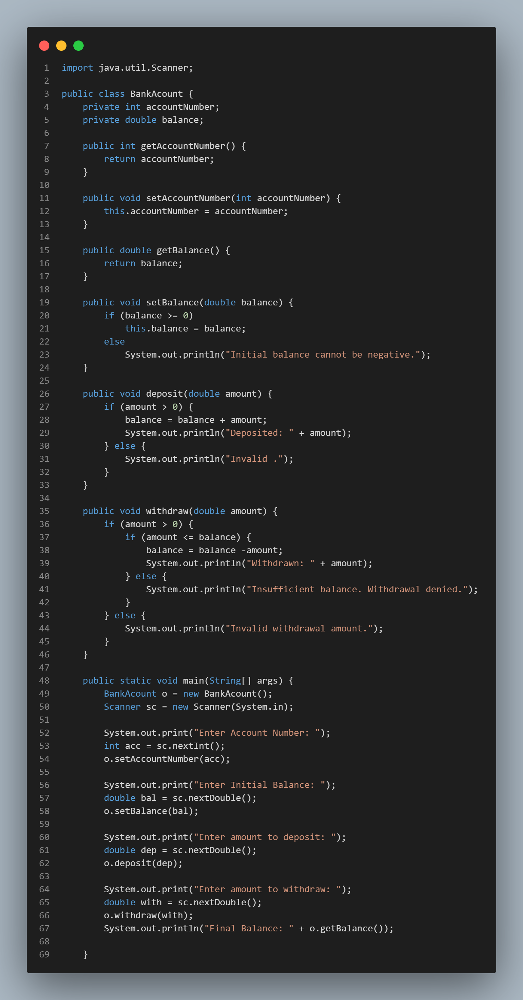 1 import java.util.Scanner;
2
3 public class BankAcount {
4     private int accountNumber;
5     private double balance;
6
7     public int getAccountNumber() {
8         return accountNumber;
9     }
10
11     public void setAccountNumber(int accountNumber) {
12         this.accountNumber = accountNumber;
13     }
14
15     public double getBalance() {
16         return balance;
17     }
18
19     public void setBalance(double balance) {
20         if (balance >= 0)
21             this.balance = balance;
22         else
23             System.out.println("Initial balance cannot be negative.");
24     }
25
26     public void deposit(double amount) {
27         if (amount > 0) {
28             balance = balance + amount;
29             System.out.println("Deposited: " + amount);
30         } else {
31             System.out.println("Invalid .");
32         }
33     }
34
35     public void withdraw(double amount) {
36         if (amount > 0) {
37             if (amount <= balance) {
38                 balance = balance -amount;
39                 System.out.println("Withdrawn: " + amount);
40             } else {
41                 System.out.println("Insufficient balance. Withdrawal denied.");
42             }
43         } else {
44             System.out.println("Invalid withdrawal amount.");
45         }
46     }
47
48     public static void main(String[] args) {
49         BankAcount o = new BankAcount();
50         Scanner sc = new Scanner(System.in);
51
52         System.out.print("Enter Account Number: ");
53         int acc = sc.nextInt();
54         o.setAccountNumber(acc);
55
56         System.out.print("Enter Initial Balance: ");
57         double bal = sc.nextDouble();
58         o.setBalance(bal);
59
60         System.out.print("Enter amount to deposit: ");
61         double dep = sc.nextDouble();
62         o.deposit(dep);
63
64         System.out.print("Enter amount to withdraw: ");
65         double with = sc.nextDouble();
66         o.withdraw(with);
67         System.out.println("Final Balance: " + o.getBalance());
68
69     }